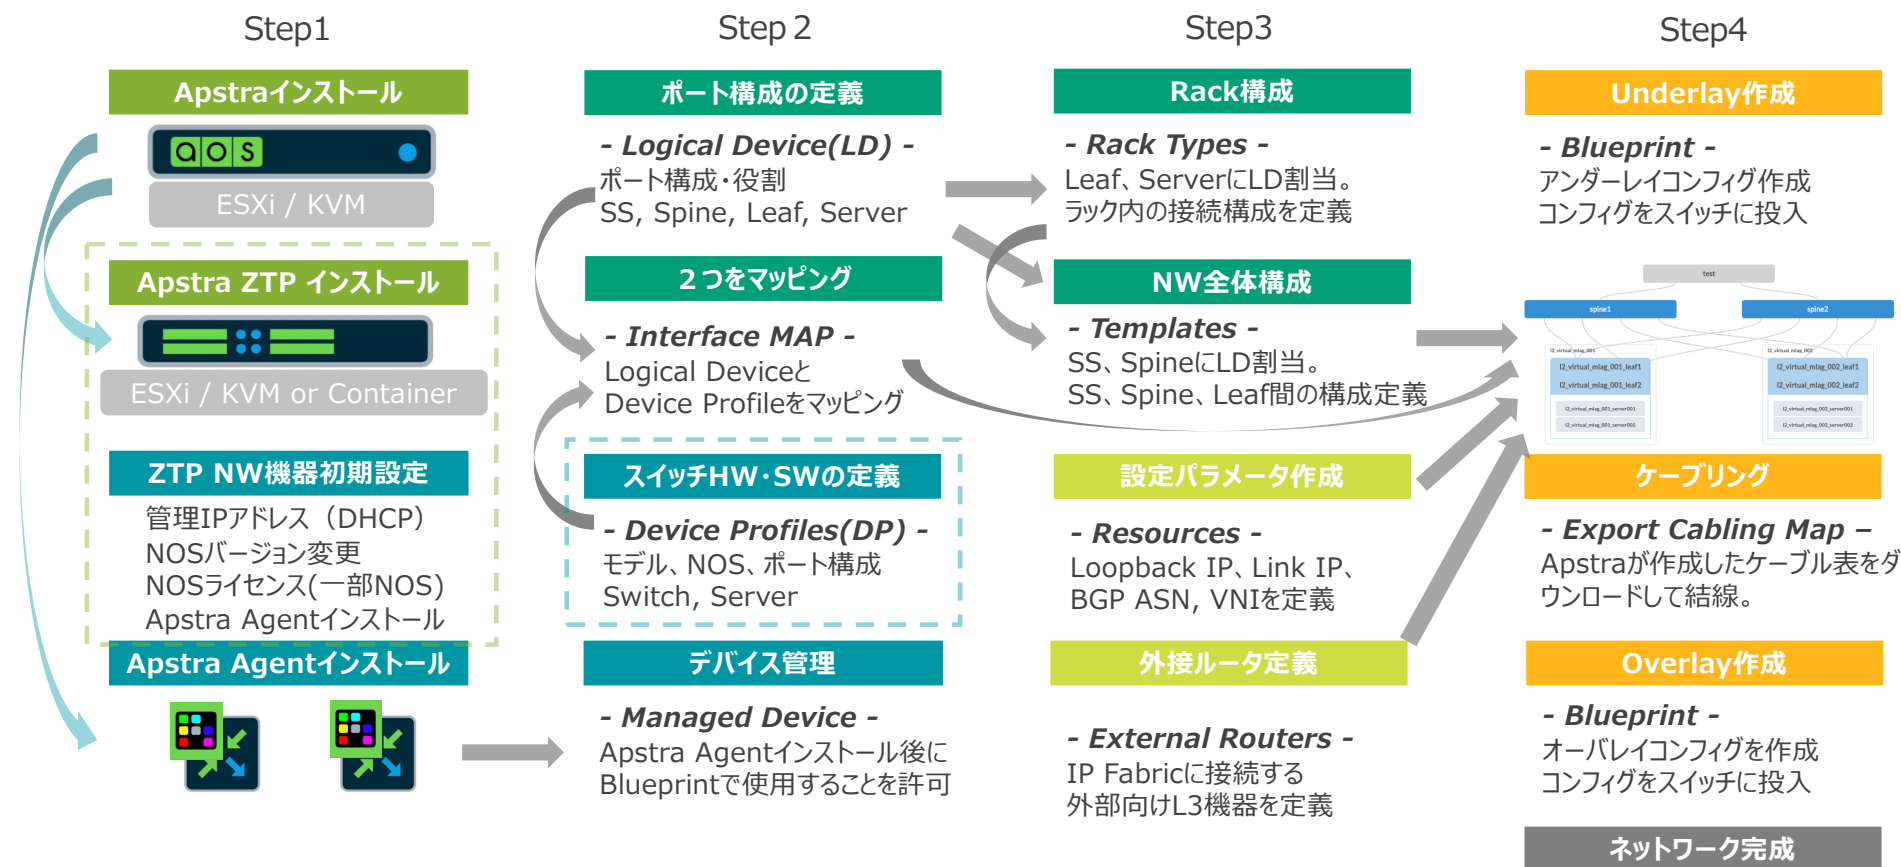 Step1
Apstraインストール
aos
ESXi / KVM
Apstra ZTP インストール
ESXi / KVM or Container
ZTP NW機器初期設定
管理IPアドレス（DHCP）
NOSバージョン変更
NOSライセンス(一部NOS)
Apstra Agentインストール
Apstra Agentインストール
Step 2
ポート構成の定義
- Logical Device(LD) -
ポート構成・役割
SS, Spine, Leaf, Server
２つをマッピング
- Interface MAP -
Logical Deviceと
Device Profileをマッピング
スイッチHW・SWの定義
- Device Profiles(DP) -
モデル、NOS、ポート構成
Switch, Server
デバイス管理
- Managed Device -
Apstra Agentインストール後に
Blueprintで使用することを許可
Step3
Rack構成
- Rack Types -
Leaf、ServerにLD割当。
ラック内の接続構成を定義
NW全体構成
- Templates -
SS、SpineにLD割当。
SS、Spine、Leaf間の構成定義
設定パラメータ作成
- Resources -
Loopback IP、Link IP、
BGP ASN, VNIを定義
外接ルータ定義
- External Routers -
IP Fabricに接続する
外部向けL3機器を定義
Step4
Underlay作成
- Blueprint -
アンダーレイコンフィグ作成
コンフィグをスイッチに投入
test
spine1
spine2
l2_virtual_mlag_001
l2_virtual_mlag_001_leaf1
l2_virtual_mlag_001_leaf2
l2_virtual_mlag_001_server001
l2_virtual_mlag_001_server002
l2_virtual_mlag_002
l2_virtual_mlag_002_leaf1
l2_virtual_mlag_002_leaf2
l2_virtual_mlag_002_server001
l2_virtual_mlag_002_server002
ケーブリング
- Export Cabling Map –
Apstraが作成したケーブル表をダ
ウンロードして結線。
Overlay作成
- Blueprint -
オーバレイコンフィグを作成
コンフィグをスイッチに投入
ネットワーク完成